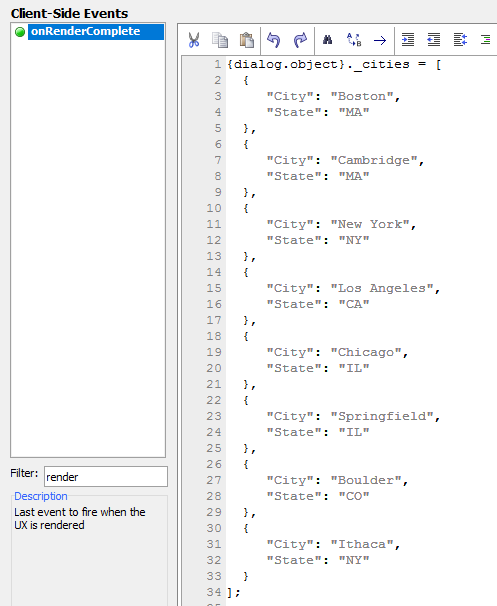 Client-Side Events
onRenderComplete
1 {dialog.object}._cities = [
2 {
3 "City": "Boston",
4 "State": "MA"
5 },
6 {
7 "City": "Cambridge",
8 "State": "MA"
9 },
10 {
11 "City": "New York",
12 "State": "NY"
13 },
14 {
15 "City": "Los Angeles",
16 "State": "CA"
17 },
18 {
19 "City": "Chicago",
20 "State": "IL"
21 },
22 {
23 "City": "Springfield",
24 "State": "IL"
25 },
26 {
27 "City": "Boulder",
28 "State": "CO"
29 },
30 {
31 "City": "Ithaca",
32 "State": "NY"
33 }
34 ];
Filter: render
Description
Last event to fire when the
UX is rendered